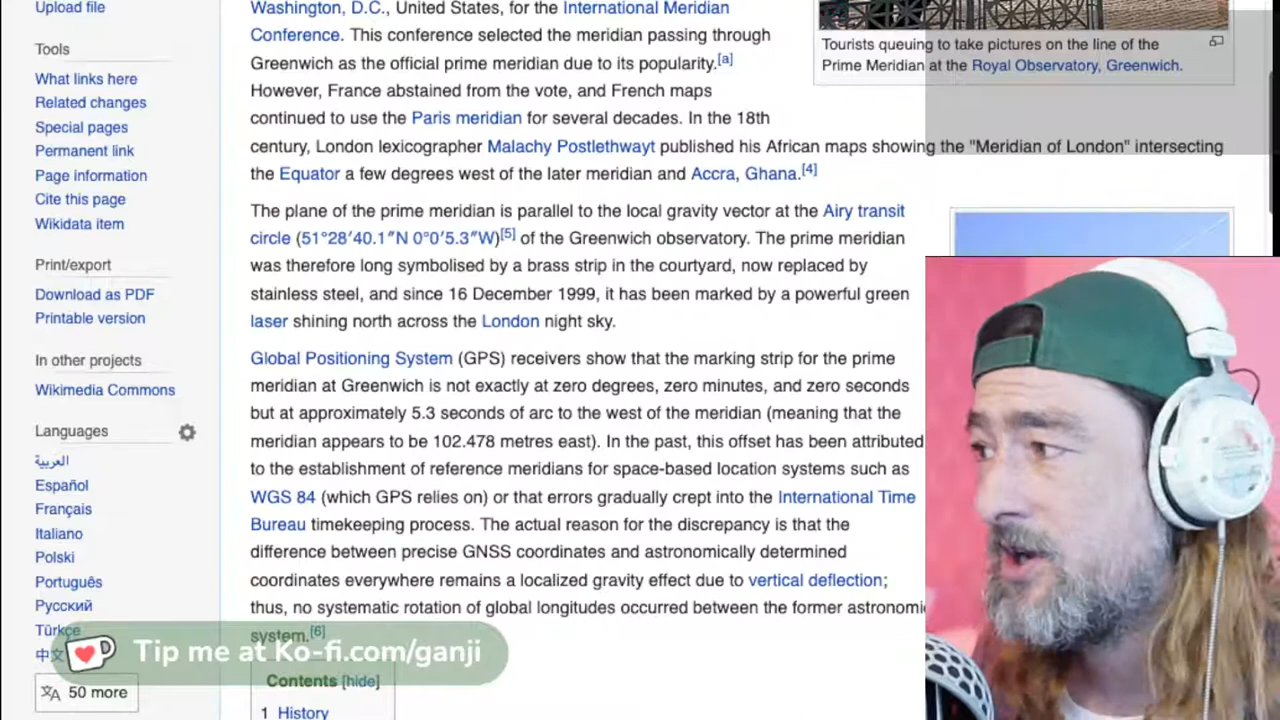 Upload file
Tools
What links here
Related changes
Special pages
Permanent link
Page information
Cite this page
Wikidata item
Print/export
Download as PDF
Printable version
In other projects
Wikimedia Commons
Languages
العربية
Español
Français
Italiano
Polski
Português
Русский
Türkçe
中文
50 more
Washington, D.C., United States, for the International Meridian
Conference. This conference selected the meridian passing through
Greenwich as the official prime meridian due to its popularity.[a]
However, France abstained from the vote, and French maps
continued to use the Paris meridian for several decades. In the 18th
century, London lexicographer Malachy Postlethwayt published his African maps showing the "Meridian of London" intersecting
the Equator a few degrees west of the later meridian and Accra, Ghana.[4]
Tourists queuing to take pictures on the line of the
Prime Meridian at the Royal Observatory, Greenwich.
The plane of the prime meridian is parallel to the local gravity vector at the Airy transit
circle (51°28′40.1″N 0°0′5.3″W)[5] of the Greenwich observatory. The prime meridian
was therefore long symbolised by a brass strip in the courtyard, now replaced by
stainless steel, and since 16 December 1999, it has been marked by a powerful green
laser shining north across the London night sky.
Global Positioning System (GPS) receivers show that the marking strip for the prime
meridian at Greenwich is not exactly at zero degrees, zero minutes, and zero seconds
but at approximately 5.3 seconds of arc to the west of the meridian (meaning that the
meridian appears to be 102.478 metres east). In the past, this offset has been attributed
to the establishment of reference meridians for space-based location systems such as
WGS 84 (which GPS relies on) or that errors gradually crept into the International Time
Bureau timekeeping process. The actual reason for the discrepancy is that the
difference between precise GNSS coordinates and astronomically determined
coordinates everywhere remains a localized gravity effect due to vertical deflection;
thus, no systematic rotation of global longitudes occurred between the former astronomi
system.[6]
Tip me at Ko-fi.com/ganji
Contents [hide]
1 History